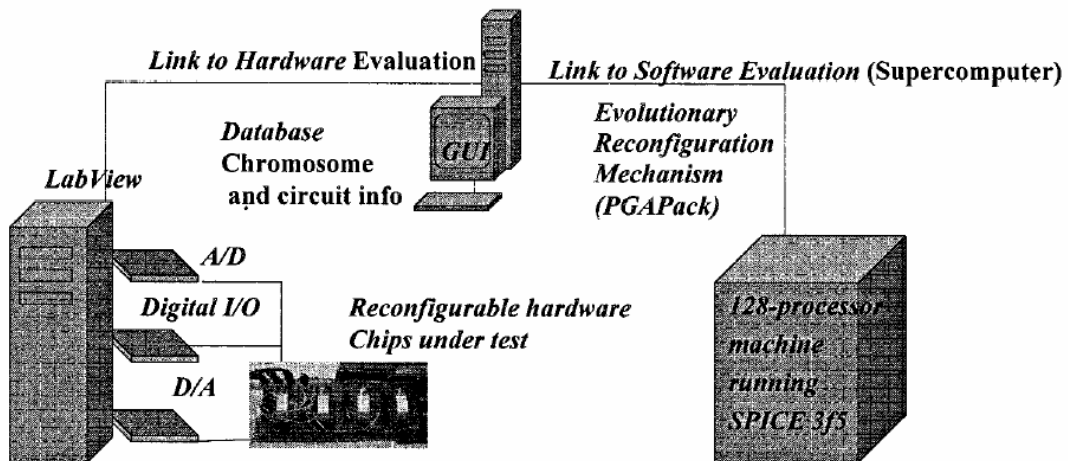 Link to Hardware Evaluation
Link to Software Evaluation (Supercomputer)
Database
Chromosome
and circuit info
GUI
Evolutionary
Reconfiguration
Mechanism
(PGAPack)
LabView
A/D
Digital I/O
D/A
Reconfigurable hardware
Chips under test
128-processor
machine
running
SPICE 3f5